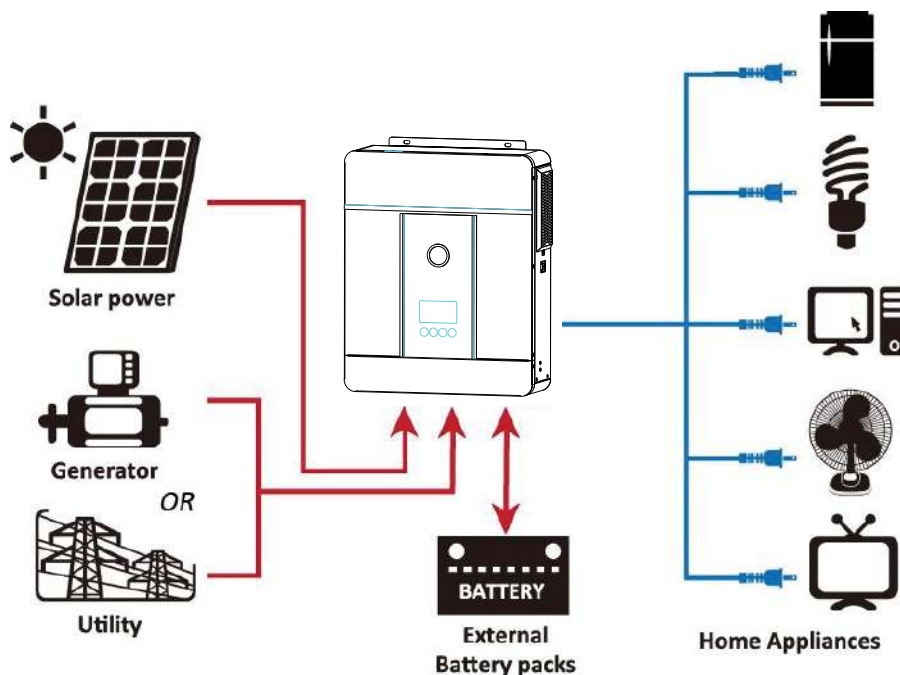 Solar power
Generator
OR
Utility
BATTERY
External
Battery packs
Home Appliances